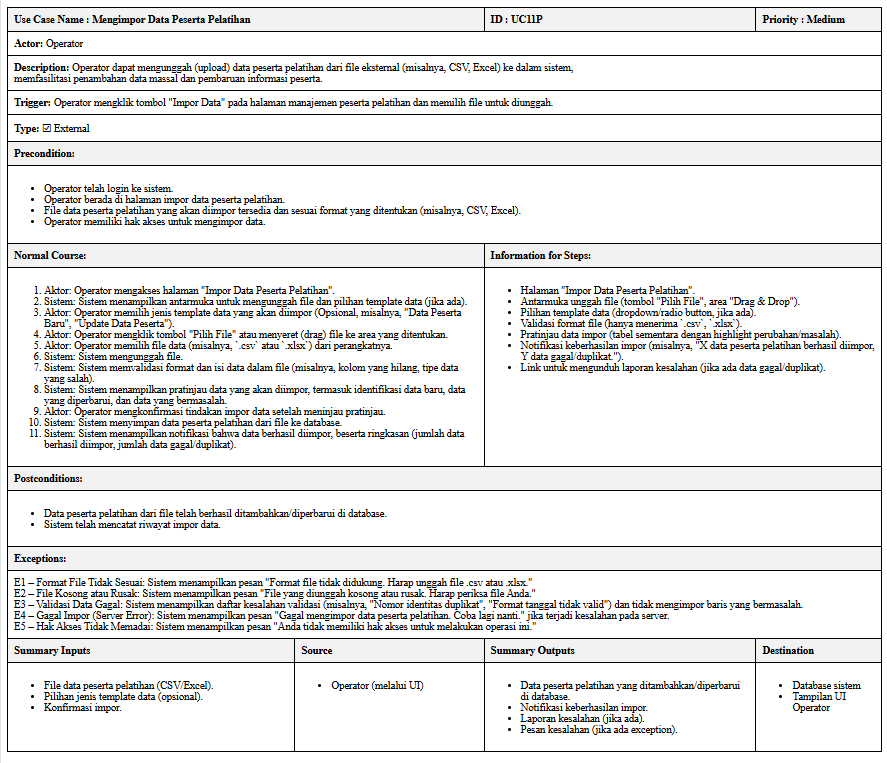 Use Case Name : Mengimpor Data Peserta Pelatihan
ID : UC11P
Priority : Medium
Actor: Operator
Description: Operator dapat mengunggah (upload) data peserta pelatihan dari file eksternal (misalnya, CSV, Excel) ke dalam sistem,
memfasilitasi penambahan data massal dan pembaruan informasi peserta.
Trigger: Operator mengklik tombol "Impor Data" pada halaman manajemen peserta pelatihan dan memilih file untuk diunggah.
Type: ☑ External
Precondition:
• Operator telah login ke sistem.
• Operator berada di halaman impor data peserta pelatihan.
• File data peserta pelatihan yang akan diimpor tersedia dan sesuai format yang ditentukan (misalnya, CSV, Excel).
• Operator memiliki hak akses untuk mengimpor data.
Normal Course:
1. Aktor: Operator mengakses halaman "Impor Data Peserta Pelatihan".
2. Sistem: Sistem menampilkan antarmuka untuk mengunggah file dan pilihan template data (jika ada).
3. Aktor: Operator memilih jenis template data yang akan diimpor (Opsional, misalnya, "Data Peserta
Baru", "Update Data Peserta").
4. Aktor: Operator mengklik tombol "Pilih File" atau menyeret (drag) file ke area yang ditentukan.
5. Aktor: Operator memilih file data (misalnya, `.csv` atau `.xlsx`) dari perangkatnya.
6. Sistem: Sistem mengunggah file.
7. Sistem: Sistem memvalidasi format dan isi data dalam file (misalnya, kolom yang hilang, tipe data
yang salah).
8. Sistem: Sistem menampilkan pratinjau data yang akan diimpor, termasuk identifikasi data baru, data
yang diperbarui, dan data yang bermasalah.
9. Aktor: Operator mengkonfirmasi tindakan impor data setelah meninjau pratinjau.
10. Sistem: Sistem menyimpan data peserta pelatihan dari file ke database.
11. Sistem: Sistem menampilkan notifikasi bahwa data berhasil diimpor, beserta ringkasan (jumlah data
berhasil diimpor, jumlah data gagal/duplikat).
Information for Steps:
• Halaman "Impor Data Peserta Pelatihan".
• Antarmuka unggah file (tombol "Pilih File", area "Drag & Drop").
• Pilihan template data (dropdown/radio button, jika ada).
• Validasi format file (hanya menerima `.csv`, `.xlsx`).
• Pratinjau data impor (tabel sementara dengan highlight perubahan/masalah).
• Notifikasi keberhasilan impor (misalnya, "X data peserta pelatihan berhasil diimpor,
Y data gagal/duplikat.").
• Link untuk mengunduh laporan kesalahan (jika ada data gagal/duplikat).
Postconditions:
• Data peserta pelatihan dari file telah berhasil ditambahkan/diperbarui di database.
• Sistem telah mencatat riwayat impor data.
Exceptions:
E1 – Format File Tidak Sesuai: Sistem menampilkan pesan "Format file tidak didukung. Harap unggah file .csv atau .xlsx."
E2 – File Kosong atau Rusak: Sistem menampilkan pesan "File yang diunggah kosong atau rusak. Harap periksa file Anda."
E3 – Validasi Data Gagal: Sistem menampilkan daftar kesalahan validasi (misalnya, "Nomor identitas duplikat", "Format tanggal tidak valid") dan tidak mengimpor baris yang bermasalah.
E4 – Gagal Impor (Server Error): Sistem menampilkan pesan "Gagal mengimpor data peserta pelatihan. Coba lagi nanti." jika terjadi kesalahan pada server.
E5 – Hak Akses Tidak Memadai: Sistem menampilkan pesan "Anda tidak memiliki hak akses untuk melakukan operasi ini."
Summary Inputs
• File data peserta pelatihan (CSV/Excel).
• Pilihan jenis template data (opsional).
• Konfirmasi impor.
Source
• Operator (melalui UI)
Summary Outputs
• Data peserta pelatihan yang ditambahkan/diperbarui
di database.
• Notifikasi keberhasilan impor.
• Laporan kesalahan (jika ada).
• Pesan kesalahan (jika ada exception).
Destination
• Database sistem
• Tampilan UI
Operator